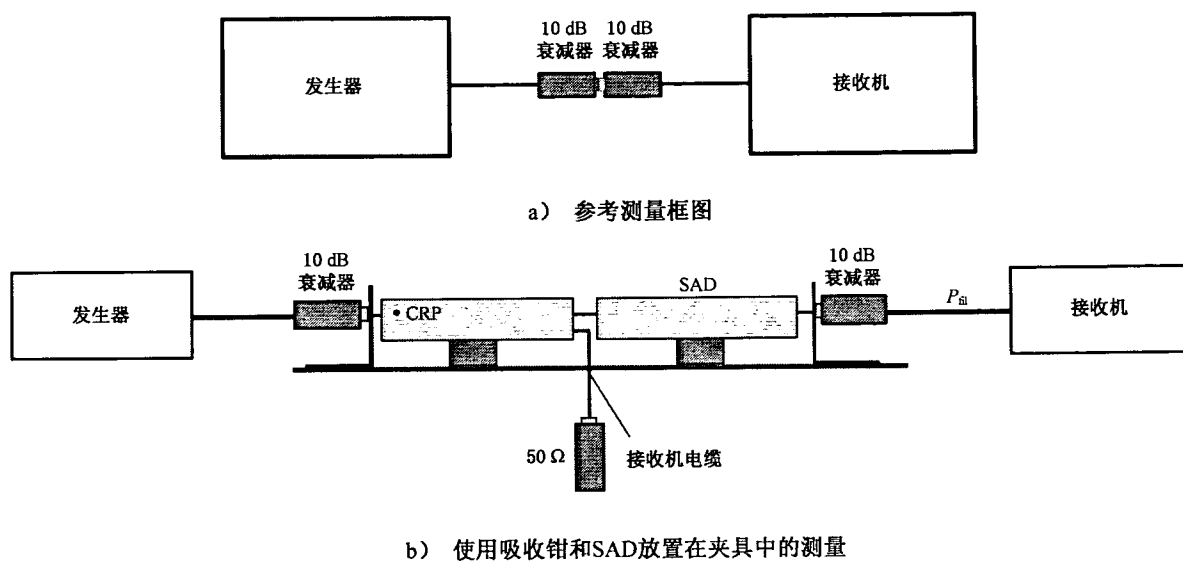 10 dB 10 dB
衰减器 衰减器
发生器
接收机
a） 参考测量框图
10 dB
衰减器
10 dB
衰减器
SAD
发生器
CRP
P_fil
接收机
50 Ω
接收机电缆
b） 使用吸收钳和SAD放置在夹具中的测量